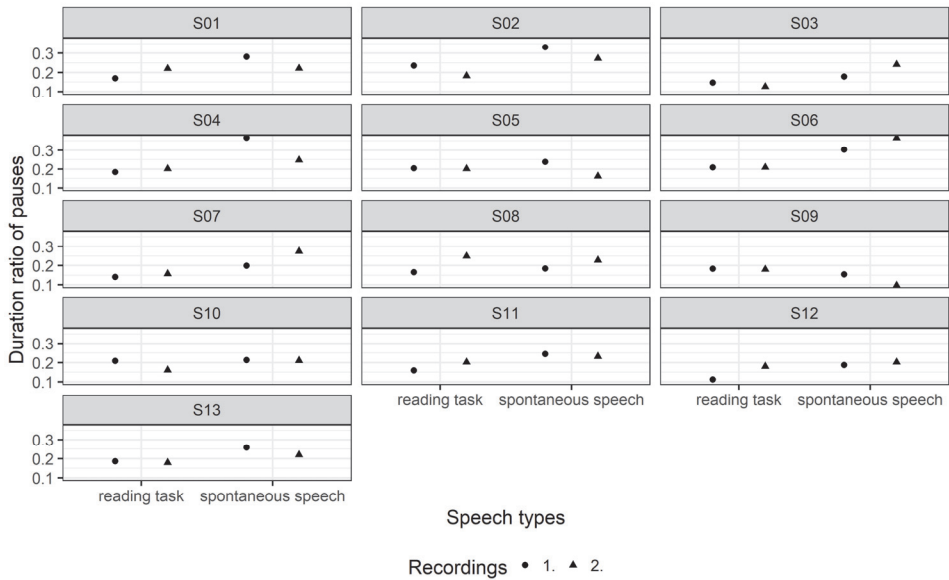 S01 S02 S03
0.3
0.2
0.1
S04 S05 S06
0.3
0.2
0.1
S07 S08 S09
0.3
0.2
0.1
S10 S11 S12
0.3
0.2
0.1
reading task spontaneous speech reading task spontaneous speech
S13
0.3
0.2
0.1
reading task spontaneous speech
Duration ratio of pauses
Speech types
Recordings 1. 2.